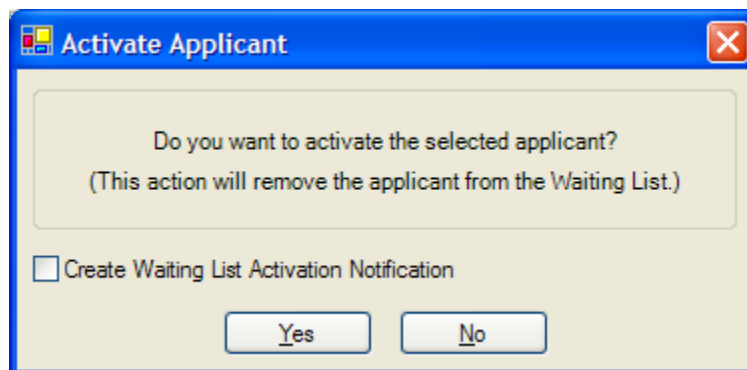 Activate Applicant
Do you want to activate the selected applicant?
(This action will remove the applicant from the Waiting List.)
Create Waiting List Activation Notification
Yes No